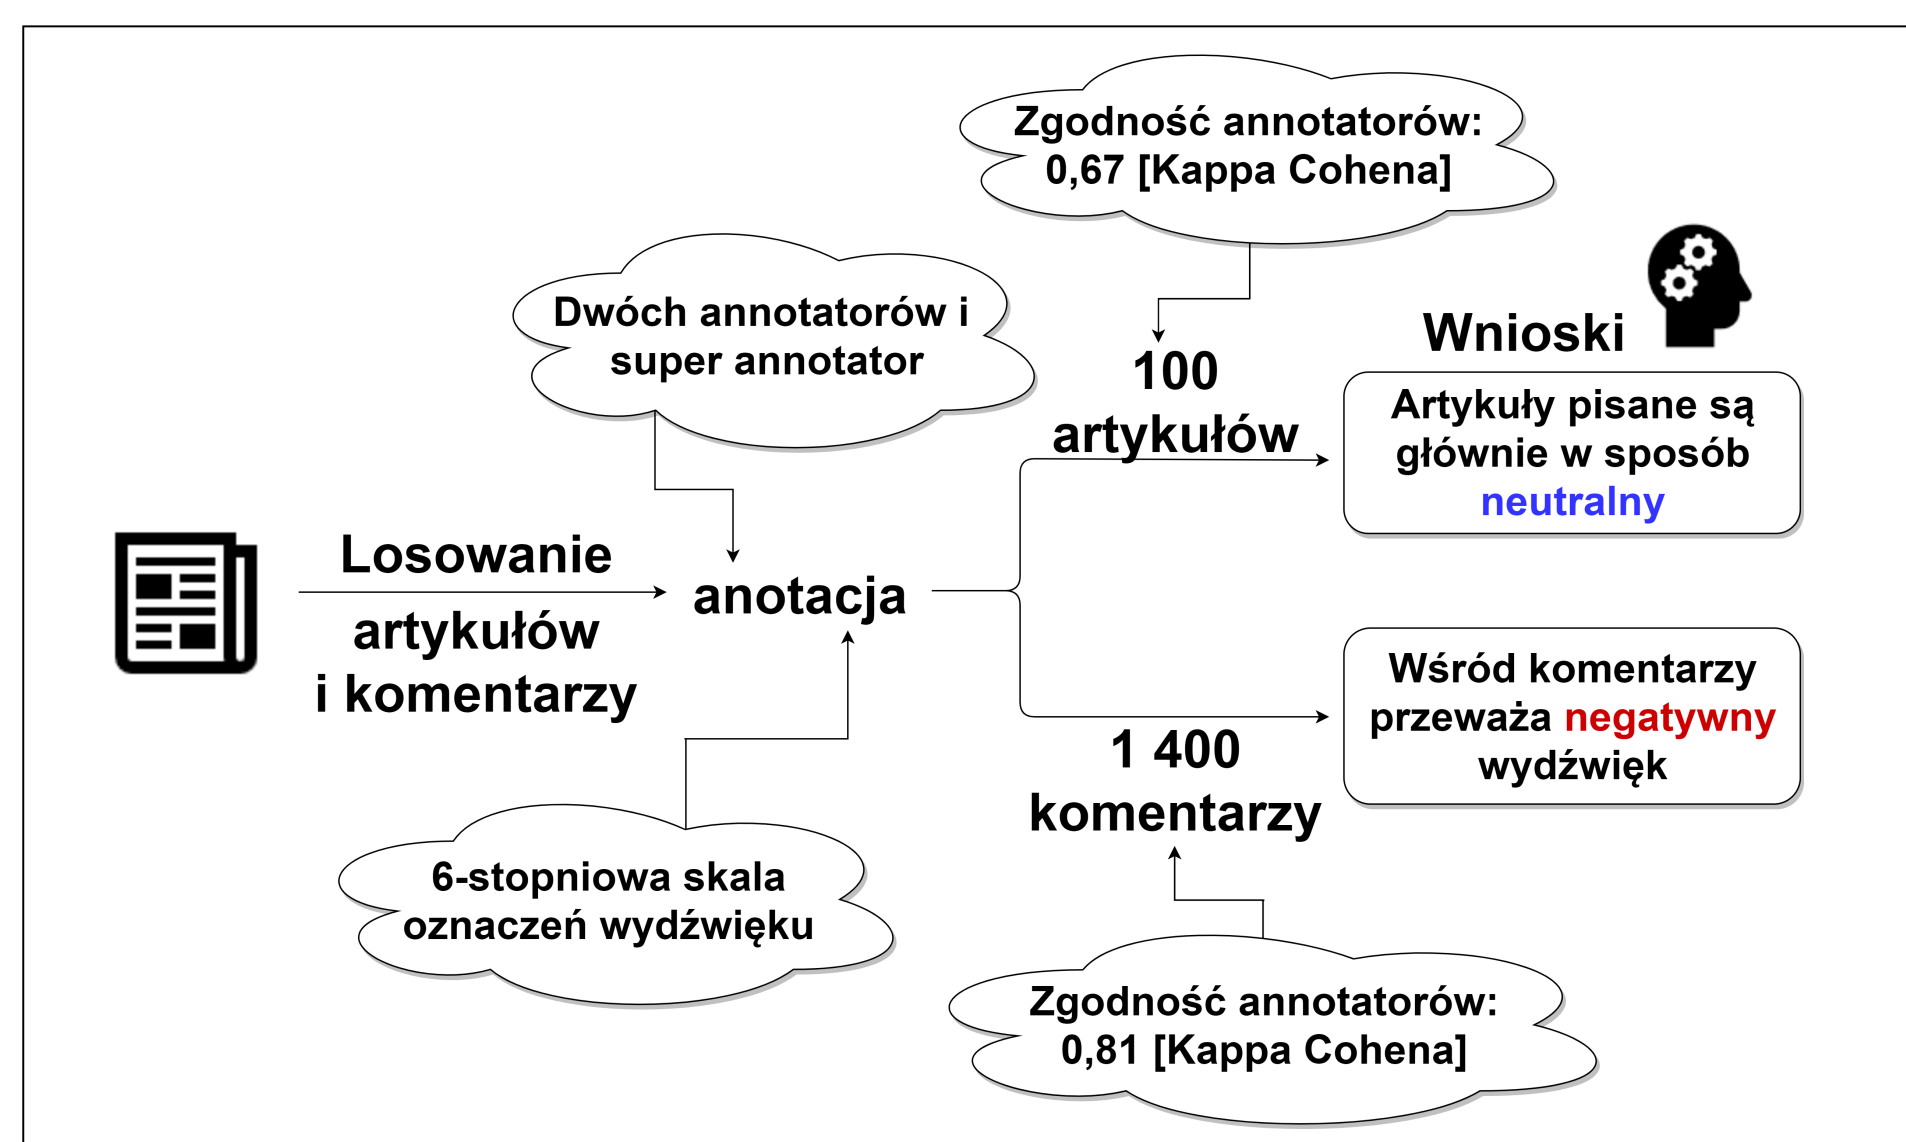 Zgodność annotatorów:
0,67 [Kappa Cohena]
Dwóch annotatorów i
super annotator
Losowanie
artykułów
i komentarzy
anotacja
6-stopniowa skala
oznaczeń wydźwięku
100
artykułów
1 400
komentarzy
Zgodność annotatorów:
0,81 [Kappa Cohena]
Wnioski
Artykuły pisane są
głównie w sposób
neutralny
Wśród komentarzy
przeważa negatywny
wydźwięk